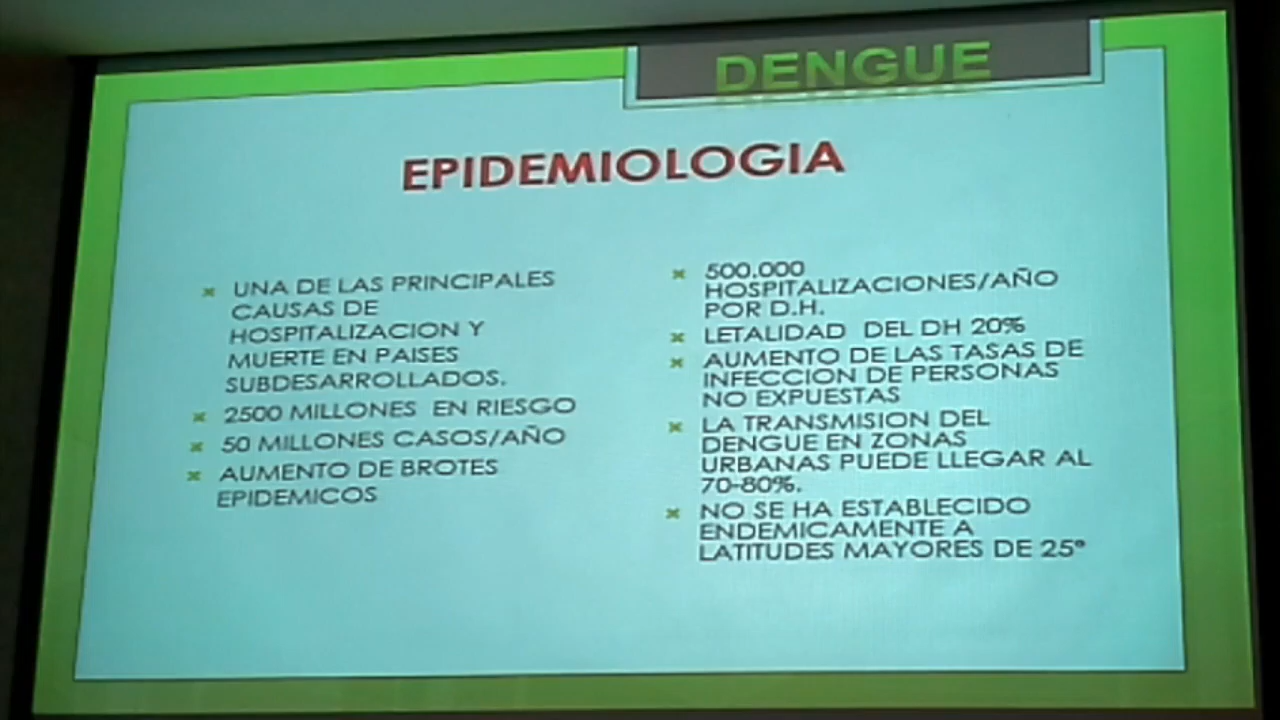 DENGUE
EPIDEMIOLOGIA
UNA DE LAS PRINCIPALES
CAUSAS DE
HOSPITALIZACION Y
MUERTE EN PAISES
SUBDESARROLLADOS.
2500 MILLONES EN RIESGO
50 MILLONES CASOS/AÑO
AUMENTO DE BROTES
EPIDEMICOS
500.000
HOSPITALIZACIONES/AÑO
POR D.H.
LETALIDAD DEL DH 20%
AUMENTO DE LAS TASAS DE
INFECCION DE PERSONAS
NO EXPUESTAS
LA TRANSMISION DEL
DENGUE EN ZONAS
URBANAS PUEDE LLEGAR AL
70-80%.
NO SE HA ESTABLECIDO
ENDEMICAMENTE A
LATITUDES MAYORES DE 25°